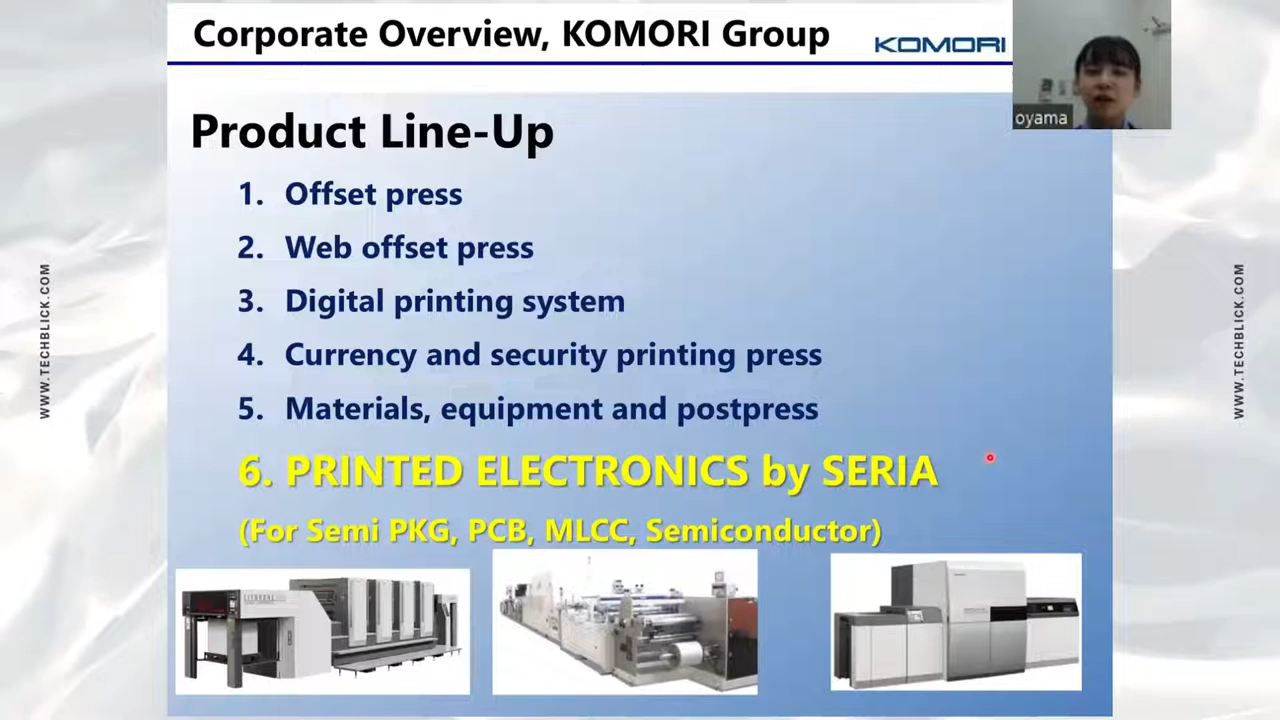 Corporate Overview, KOMORI Group
KOMORI
oyama
Product Line-Up
1. Offset press
2. Web offset press
3. Digital printing system
4. Currency and security printing press
5. Materials, equipment and postpress
6. PRINTED ELECTRONICS by SERIA
(For Semi PKG, PCB, MLCC, Semiconductor)
WWW.TECHBLICK.COM
WWW.TECHBLICK.COM